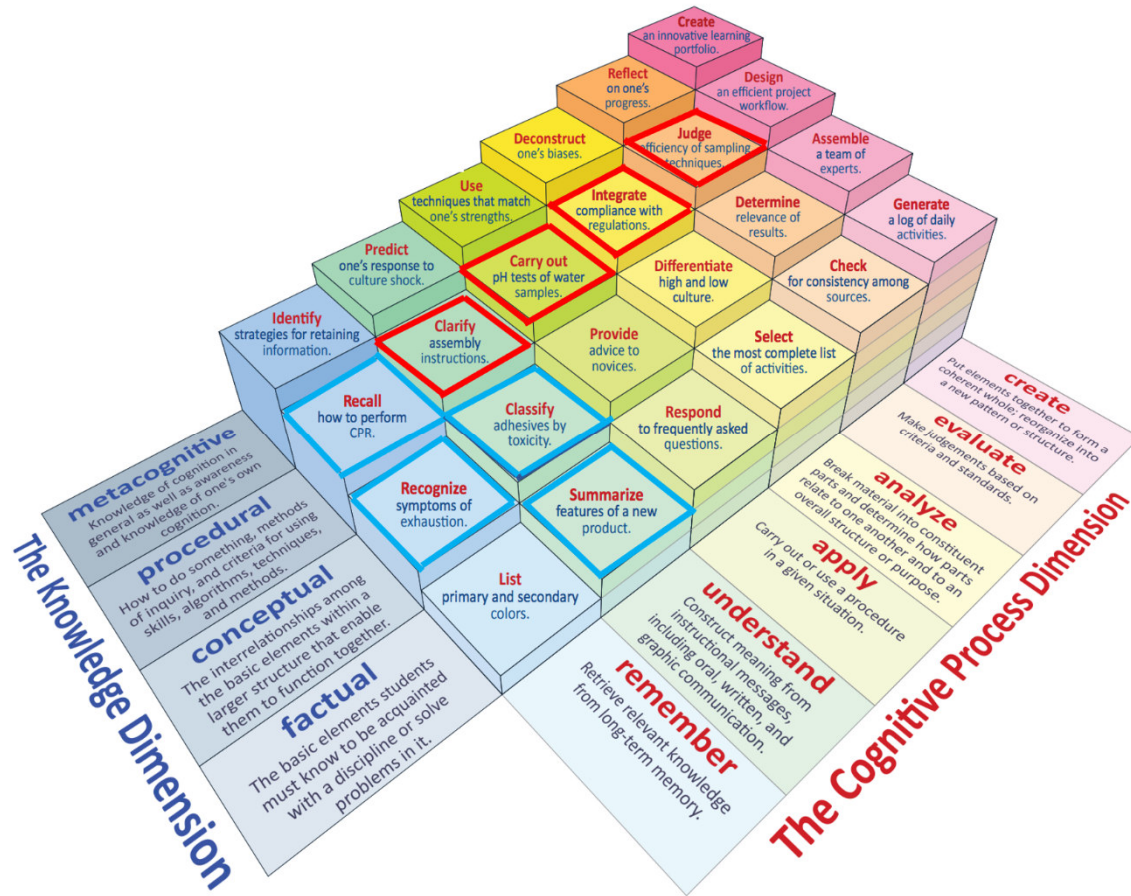 Create
an innovative learning
portfolio.
Reflect
on one's
progress.
Design
an efficient project
workflow.
Deconstruct
one's biases.
Judge
efficiency of sampling
techniques.
Assemble
a team of
experts.
Use
techniques that match
one's strengths.
Integrate
compliance with
regulations.
Determine
relevance of
results.
Generate
a log of daily
activities.
Predict
one's response to
culture shock.
Carry out
pH tests of water
samples.
Differentiate
high and low
culture.
Check
for consistency among
sources.
Identify
strategies for retaining
information.
Clarify
assembly
instructions.
Provide
advice to
novices.
Select
the most complete list
of activities.
Recall
how to perform
CPR.
Classify
adhesives by
toxicity.
Respond
to frequently asked
questions.
Recognize
symptoms of
exhaustion.
Summarize
features of a new
product.
List
primary and secondary
colors.
metacognitive
Knowledge of cognition in
general as well as awareness
and knowledge of one's own
cognition.
procedural
How to do something, methods
of inquiry, and criteria for using
skills, algorithms, techniques,
and methods.
conceptual
The interrelationships among
the basic elements within a
larger structure that enable
them to function together.
factual
The basic elements students
must know to be acquainted
with a discipline or solve
problems in it.
The Knowledge Dimension
create
Put elements together to form a
coherent whole; reorganize into
a new pattern or structure.
evaluate
Make judgements based on
criteria and standards.
analyze
Break material into constituent
parts and determine how parts
relate to one another and to an
overall structure or purpose.
apply
Carry out or use a procedure
in a given situation.
understand
Construct meaning from
instructional messages,
including oral, written, and
graphic communication.
remember
Retrieve relevant knowledge
from long-term memory.
The Cognitive Process Dimension